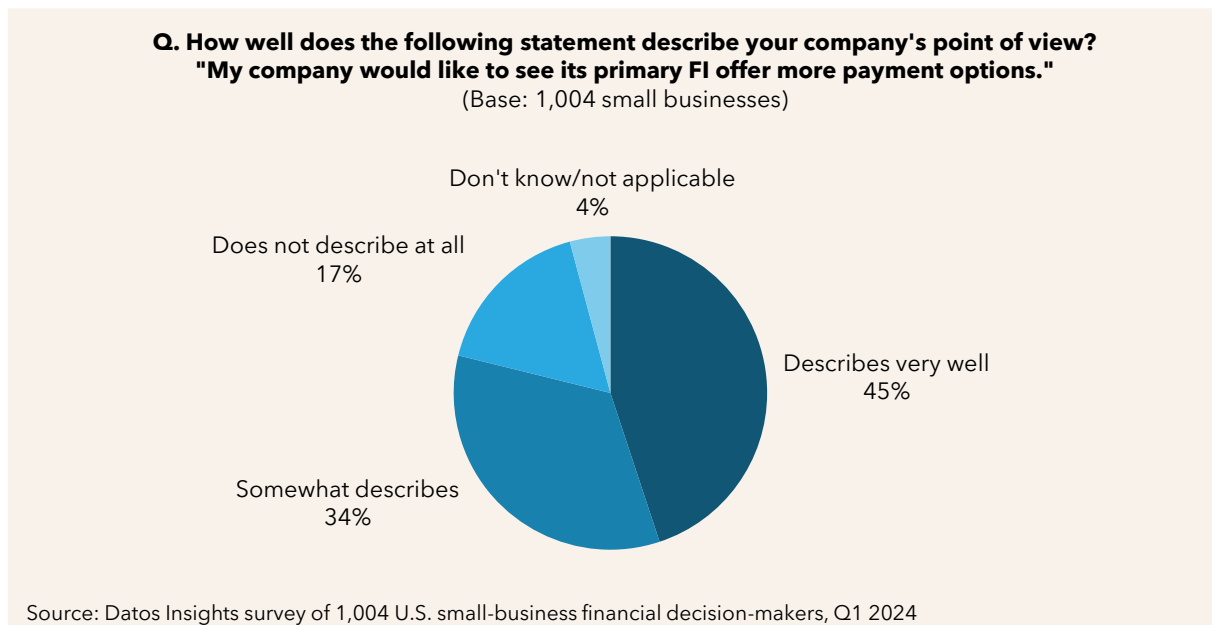 Q. How well does the following statement describe your company's point of view?
"My company would like to see its primary FI offer more payment options."
(Base: 1,004 small businesses)
Don't know/not applicable
4%
Does not describe at all
17%
Describes very well
45%
Somewhat describes
34%
Source: Datos Insights survey of 1,004 U.S. small-business financial decision-makers, Q1 2024